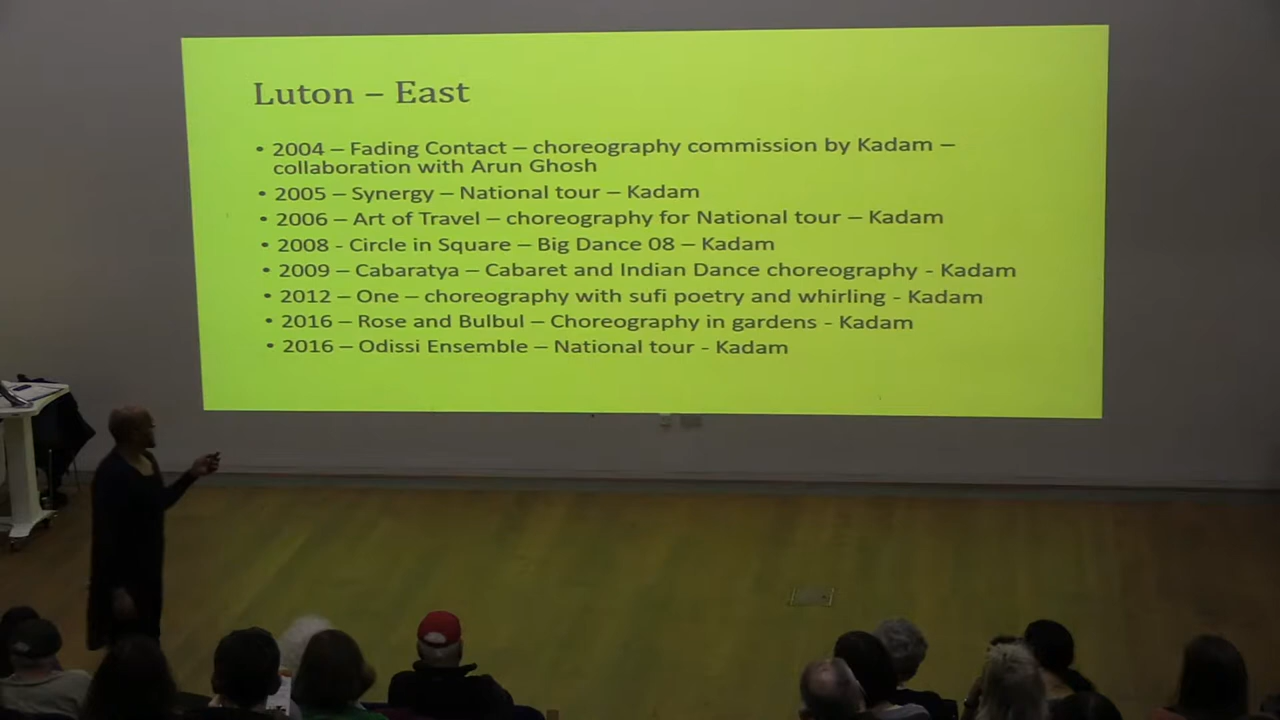 Luton – East
• 2004 – Fading Contact – choreography commission by Kadam –
collaboration with Arun Ghosh
• 2005 – Synergy – National tour – Kadam
• 2006 – Art of Travel – choreography for National tour – Kadam
• 2008 - Circle in Square – Big Dance 08 – Kadam
• 2009 – Cabaratya – Cabaret and Indian Dance choreography - Kadam
• 2012 – One – choreography with sufi poetry and whirling - Kadam
• 2016 – Rose and Bulbul – Choreography in gardens - Kadam
• 2016 – Odissi Ensemble – National tour - Kadam